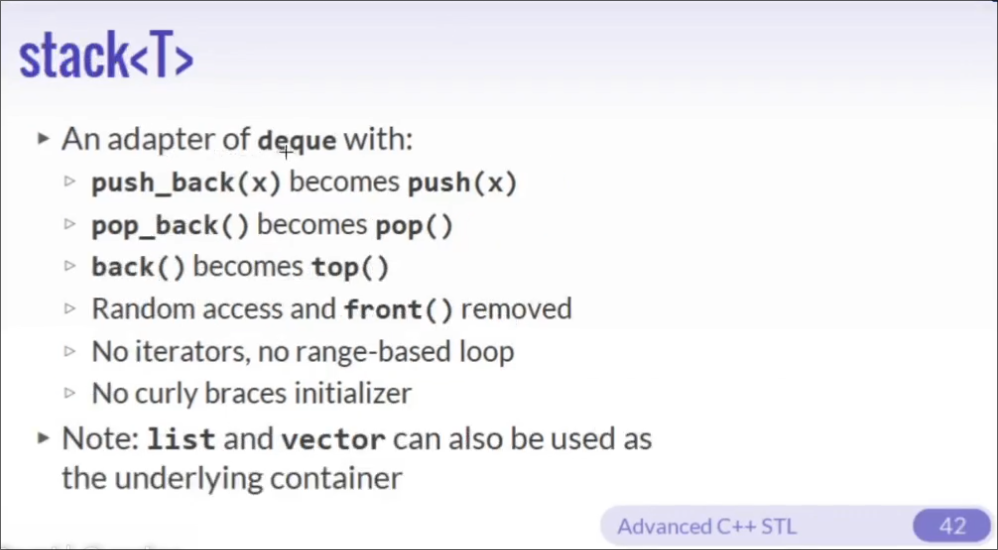 stack<T>
An adapter of deque with:
push_back(x) becomes push(x)
pop_back() becomes pop()
back() becomes top()
Random access and front() removed
No iterators, no range-based loop
No curly braces initializer
Note: list and vector can also be used as
the underlying container
Advanced C++ STL 42